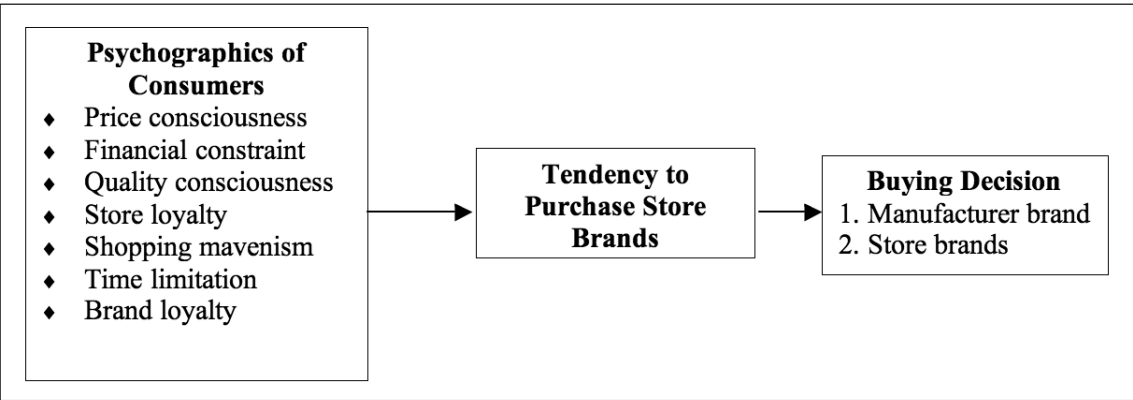 Psychographics of
Consumers
♦ Price consciousness
♦ Financial constraint
♦ Quality consciousness
♦ Store loyalty
♦ Shopping mavenism
♦ Time limitation
♦ Brand loyalty
Tendency to
Purchase Store
Brands
Buying Decision
1. Manufacturer brand
2. Store brands